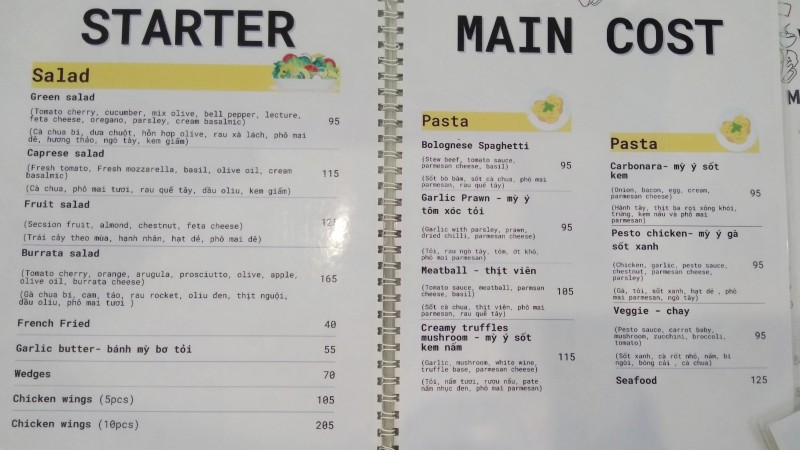 STARTER
Salad
Green salad
(Tomato cherry, cucumber, mix olive, bell pepper, lecture,
feta cheese, oregano, parsley, cream basalmic)
95
(Cà chua bi, dưa chuột, hỗn hợp olive, rau xà lách, phô mai
dê, hương thảo, ngò tây, kem giấm)
Caprese salad
(Fresh tomato, Fresh mozzarella, basil, olive oil, cream
basalmic)
115
(Cà chua, phô mai tươi, rau quế tây, dầu oliu, kem giấm)
Fruit salad
(Secsion fruit, almond, chestnut, feta cheese)
(Trái cây theo mùa, hạnh nhân, hạt dẻ, phô mai dê)
Burrata salad
(Tomato cherry, orange, arugula, prosciutto, olive, apple,
olive oil, burrata cheese)
165
(Gà chua bi, cam, táo, rau rocket, oliu đen, thịt nguội,
dầu oliu, phô mai tươi )
French Fried 40
Garlic butter- bánh mỳ bơ tỏi 55
Wedges 70
Chicken wings (5pcs) 105
Chicken wings (10pcs) 205
MAIN COST
Pasta
Bolognese Spaghetti
(Stew beef, tomato sauce,
parmesan cheese, basil)
95
(Sốt bò bằm, sốt cà chua, phô mai
parmesan, rau quế tây)
Garlic Prawn - mỳ ý
tôm xóc tỏi
95
(Garlic with parsley, prawn,
dried chilli, parmesan cheese)
(Tỏi, rau ngò tây, tôm, ớt khô,
phô mai parmesan)
Meatball - thịt viên
(Tomato sauce, meatball, parmsan
cheese, basil)
105
(Sốt cà chua, thịt viên, phô mai
parmesan, rau quế tây)
Creamy truffles
mushroom - mỳ ý sốt
kem nấm
115
(Garlic, mushroom, white wine,
truffle base, parmesan cheese)
(Tỏi, nấm tươi, rượu nấu, pate
nấm nhục đen, phô mai parmesan)
Pasta
Carbonara- mỳ ý sốt
kem
(Onion, bacon, egg, cream,
parmesan cheese)
95
(Hành tây, thịt ba rọi xông khói,
trứng, kem nấu và phô mai
parmesan)
Pesto chicken- mỳ ý gà
sốt xanh
(Chicken, garlic, pesto sauce,
chestnut, parmesan cheese,
parsley)
95
(Gà, tỏi, sốt xanh, hạt dẻ , phô
mai parmesan, ngò tây)
Veggie - chay
(Pesto sauce, carrot baby,
mushroom, zucchini, broccoli,
tomato)
95
(Sốt xanh, cà rốt nhỏ, nấm, bí
ngòi, bông cải , cà chua)
Seafood 125